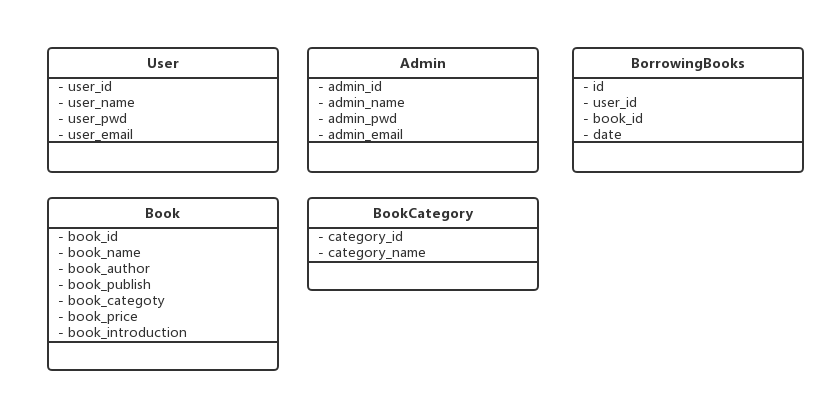 User
- user_id
- user_name
- user_pwd
- user_email
Admin
- admin_id
- admin_name
- admin_pwd
- admin_email
BorrowingBooks
- id
- user_id
- book_id
- date
Book
- book_id
- book_name
- book_author
- book_publish
- book_categoty
- book_price
- book_introduction
BookCategory
- category_id
- category_name